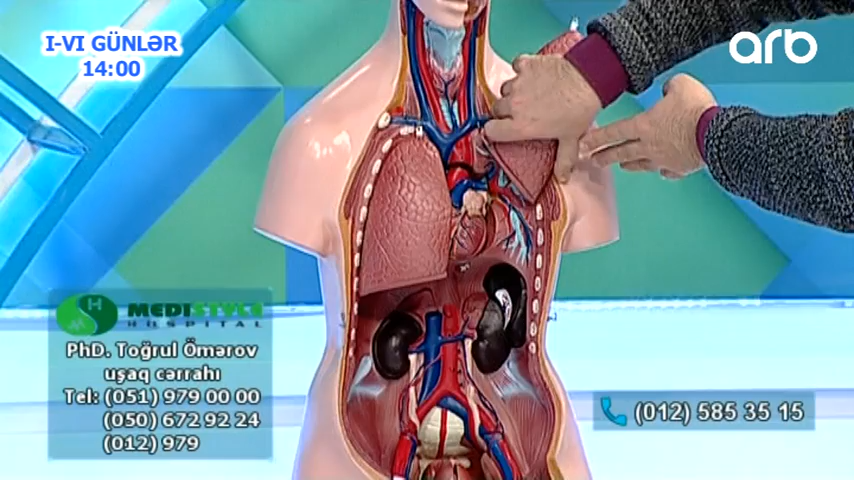 I-VI GÜNLƏR
14:00
arb
MEDISTYLE
HOSPITAL
PhD. Toğrul Ömərov
uşaq cərrahı
Tel: (051) 979 00 00
(050) 672 92 24
(012) 979
(012) 585 35 15